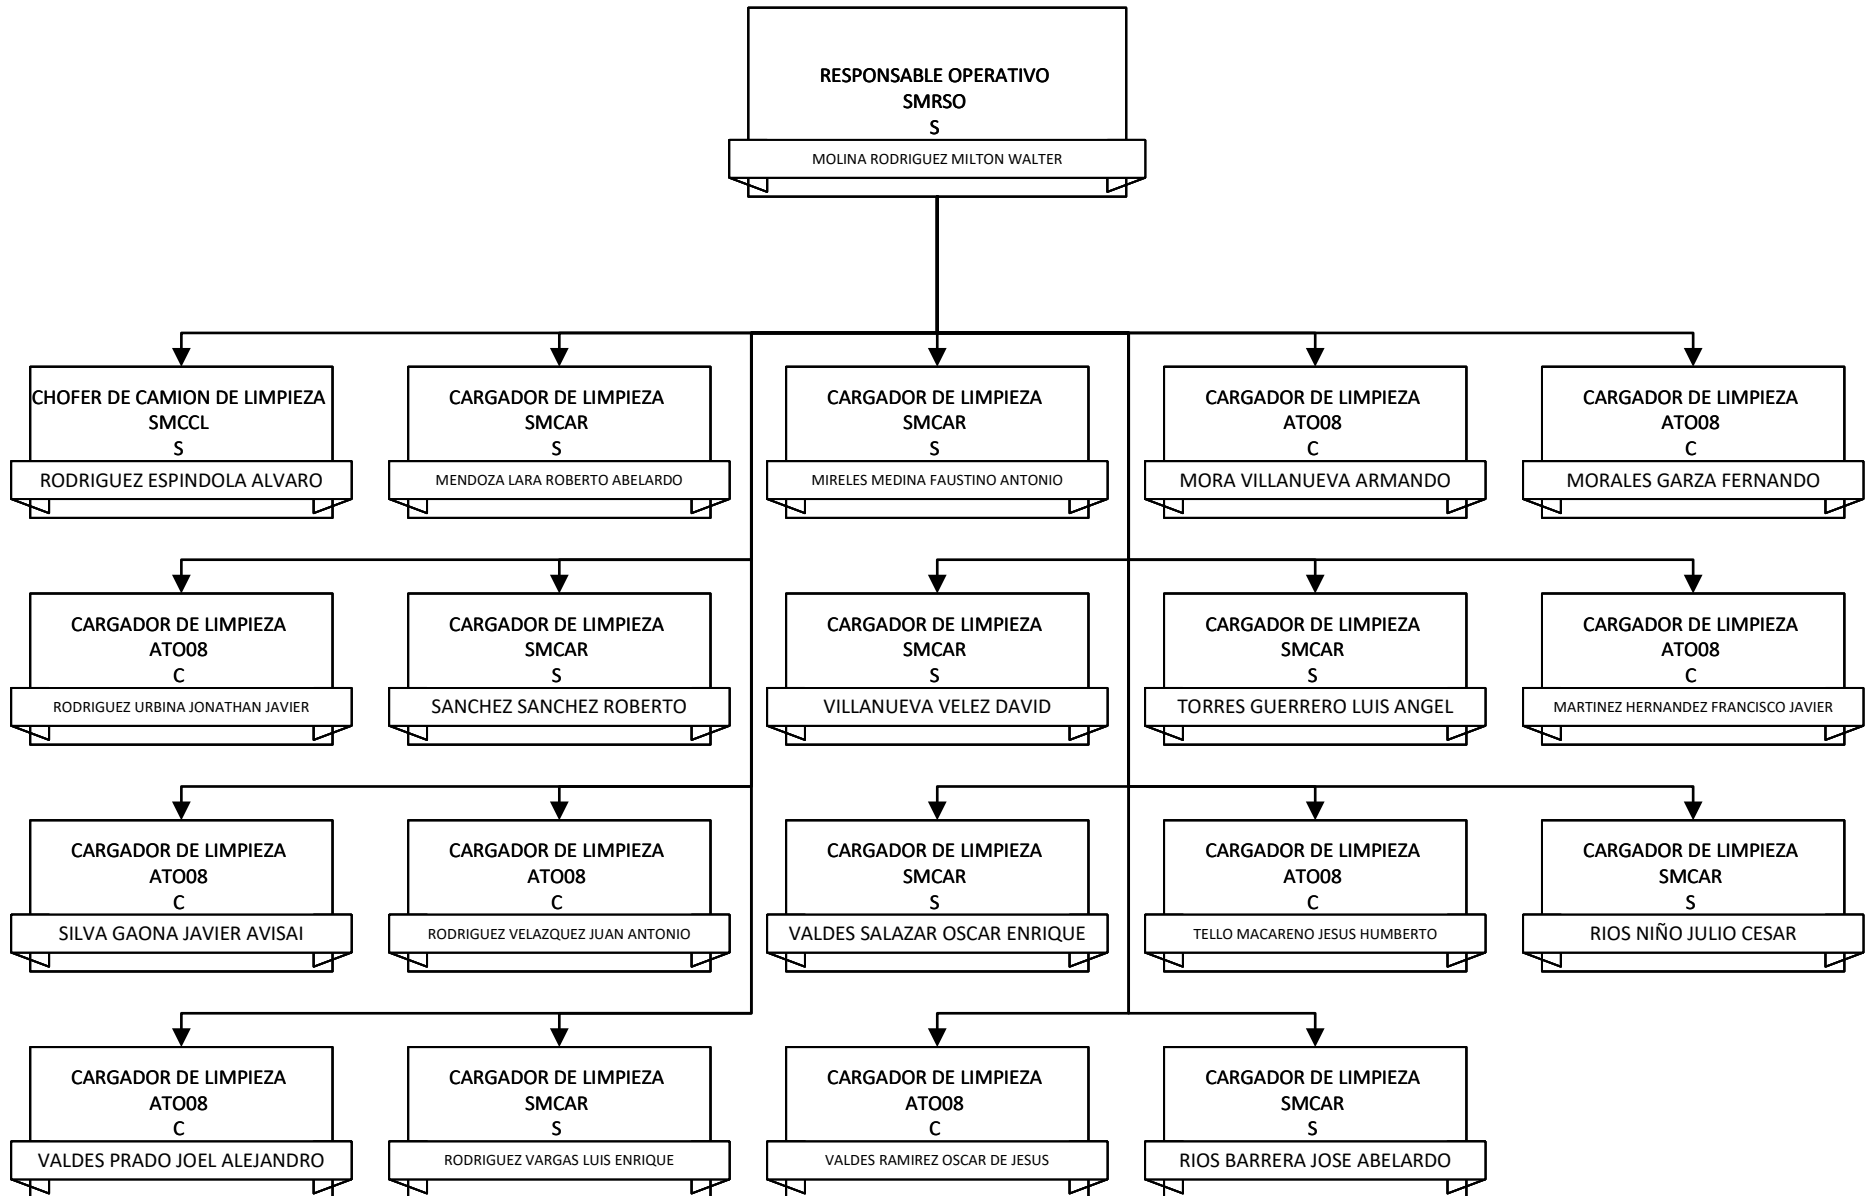 RESPONSABLE OPERATIVO
SMRSO
S
MOLINA RODRIGUEZ MILTON WALTER
CHOFER DE CAMION DE LIMPIEZA
SMCCL
S
RODRIGUEZ ESPINDOLA ALVARO
CARGADOR DE LIMPIEZA
SMCAR
S
MENDOZA LARA ROBERTO ABELARDO
CARGADOR DE LIMPIEZA
SMCAR
S
MIRELES MEDINA FAUSTINO ANTONIO
CARGADOR DE LIMPIEZA
ATO08
C
MORA VILLANUEVA ARMANDO
CARGADOR DE LIMPIEZA
ATO08
C
MORALES GARZA FERNANDO
CARGADOR DE LIMPIEZA
ATO08
C
RODRIGUEZ URBINA JONATHAN JAVIER
CARGADOR DE LIMPIEZA
SMCAR
S
SANCHEZ SANCHEZ ROBERTO
CARGADOR DE LIMPIEZA
SMCAR
S
VILLANUEVA VELEZ DAVID
CARGADOR DE LIMPIEZA
SMCAR
S
TORRES GUERRERO LUIS ANGEL
CARGADOR DE LIMPIEZA
ATO08
C
MARTINEZ HERNANDEZ FRANCISCO JAVIER
CARGADOR DE LIMPIEZA
ATO08
C
SILVA GAONA JAVIER AVISAI
CARGADOR DE LIMPIEZA
ATO08
C
RODRIGUEZ VELAZQUEZ JUAN ANTONIO
CARGADOR DE LIMPIEZA
SMCAR
S
VALDES SALAZAR OSCAR ENRIQUE
CARGADOR DE LIMPIEZA
ATO08
C
TELLO MACARENO JESUS HUMBERTO
CARGADOR DE LIMPIEZA
SMCAR
S
RIOS NIÑO JULIO CESAR
CARGADOR DE LIMPIEZA
ATO08
C
VALDES PRADO JOEL ALEJANDRO
CARGADOR DE LIMPIEZA
SMCAR
S
RODRIGUEZ VARGAS LUIS ENRIQUE
CARGADOR DE LIMPIEZA
ATO08
C
VALDES RAMIREZ OSCAR DE JESUS
CARGADOR DE LIMPIEZA
SMCAR
S
RIOS BARRERA JOSE ABELARDO